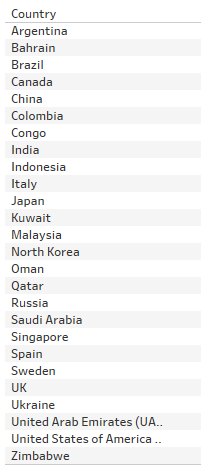 Country
Argentina
Bahrain
Brazil
Canada
China
Colombia
Congo
India
Indonesia
Italy
Japan
Kuwait
Malaysia
North Korea
Oman
Qatar
Russia
Saudi Arabia
Singapore
Spain
Sweden
UK
Ukraine
United Arab Emirates (UA..
United States of America ..
Zimbabwe